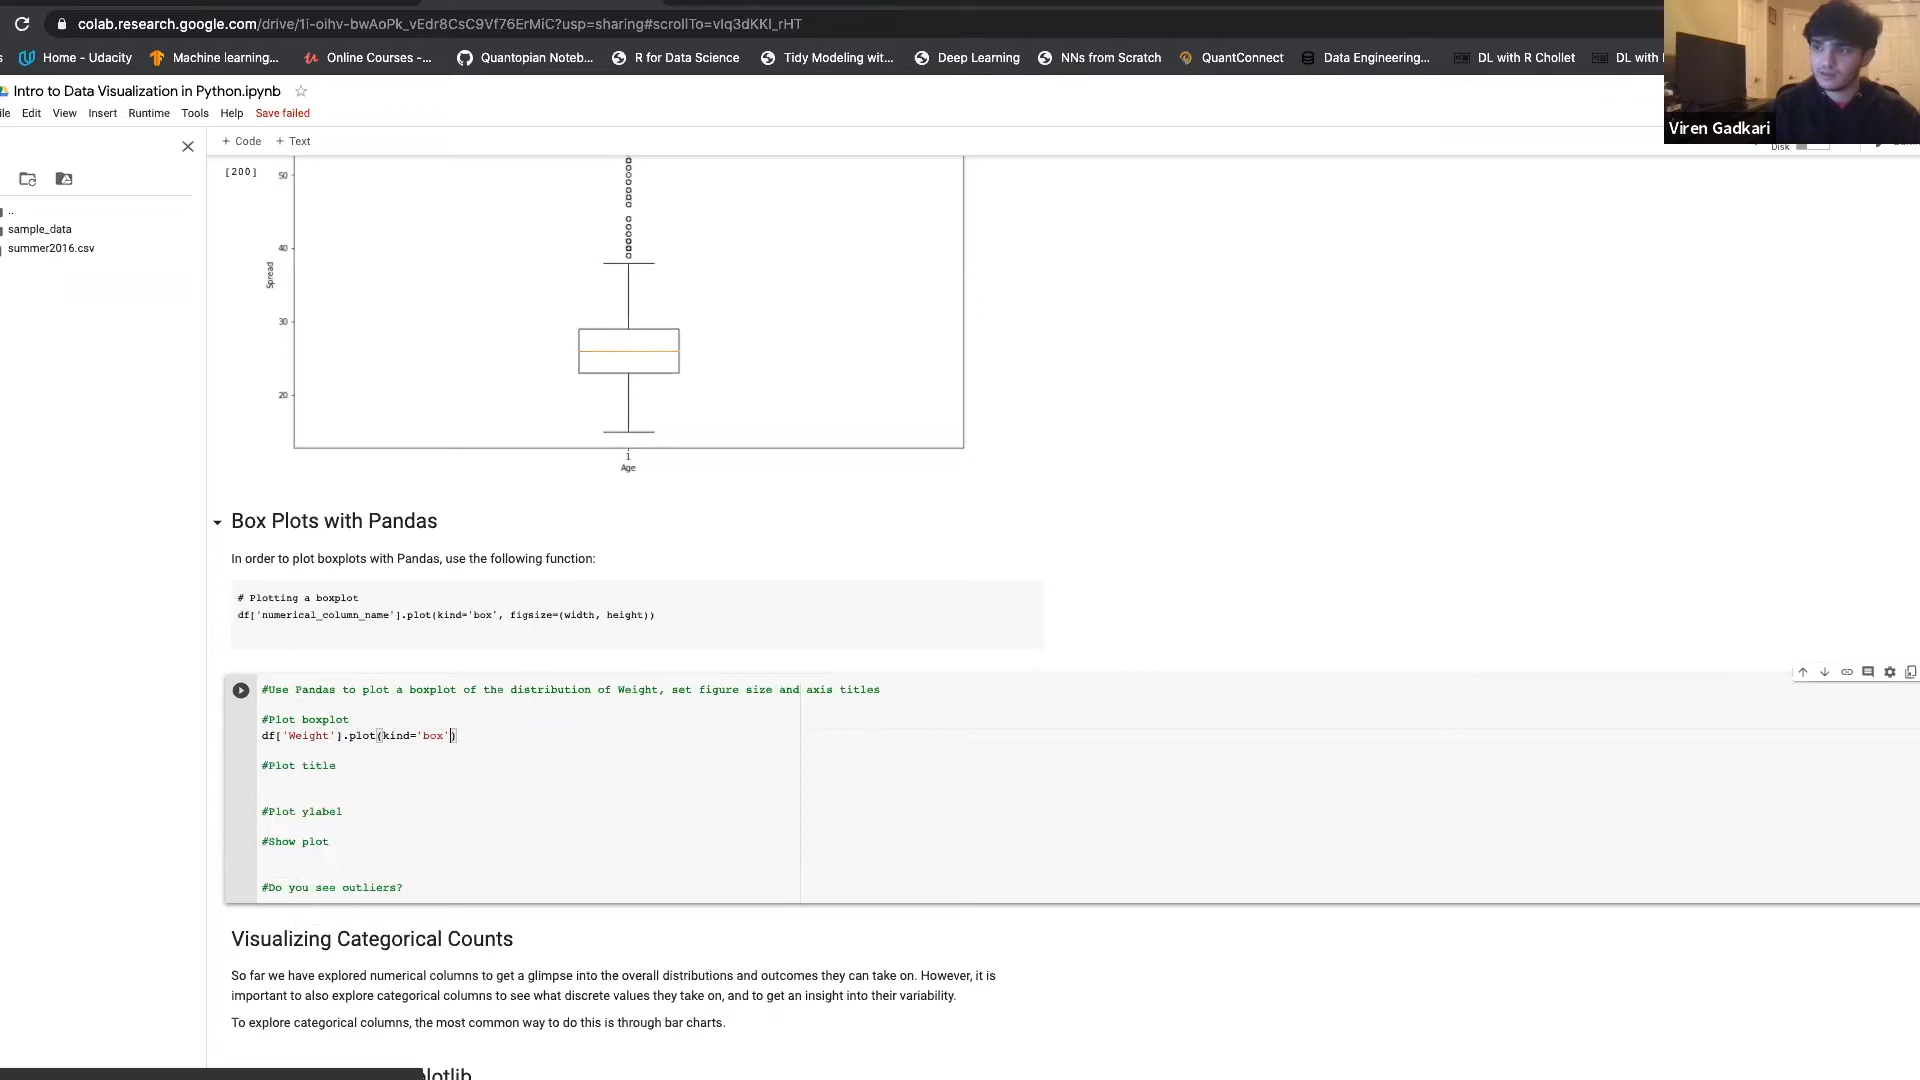 colab.research.google.com/drive/1i-oihv-bwAoPk_vEdr8CsC9Vf76ErMiC?usp=sharing#scrollTo=vIq3dKKl_rHT
Home - Udacity Machine learning... Online Courses -... Quantopian Noteb... R for Data Science Tidy Modeling wit... Deep Learning NNs from Scratch QuantConnect Data Engineering... DL with R Chollet DL with
Viren Gadkari
Intro to Data Visualization in Python.ipynb
Edit View Insert Runtime Tools Help Save failed
+ Code + Text
Disk
..
sample_data
summer2016.csv
[200]
50
40
30
20
Spread
1
Age
Box Plots with Pandas
In order to plot boxplots with Pandas, use the following function:
# Plotting a boxplot
df['numerical_column_name'].plot(kind='box', figsize=(width, height))
#Use Pandas to plot a boxplot of the distribution of Weight, set figure size and axis titles
#Plot boxplot
df['Weight'].plot(kind='box')
#Plot title
#Plot ylabel
#Show plot
#Do you see outliers?
Visualizing Categorical Counts
So far we have explored numerical columns to get a glimpse into the overall distributions and outcomes they can take on. However, it is
important to also explore categorical columns to see what discrete values they take on, and to get an insight into their variability.
To explore categorical columns, the most common way to do this is through bar charts.